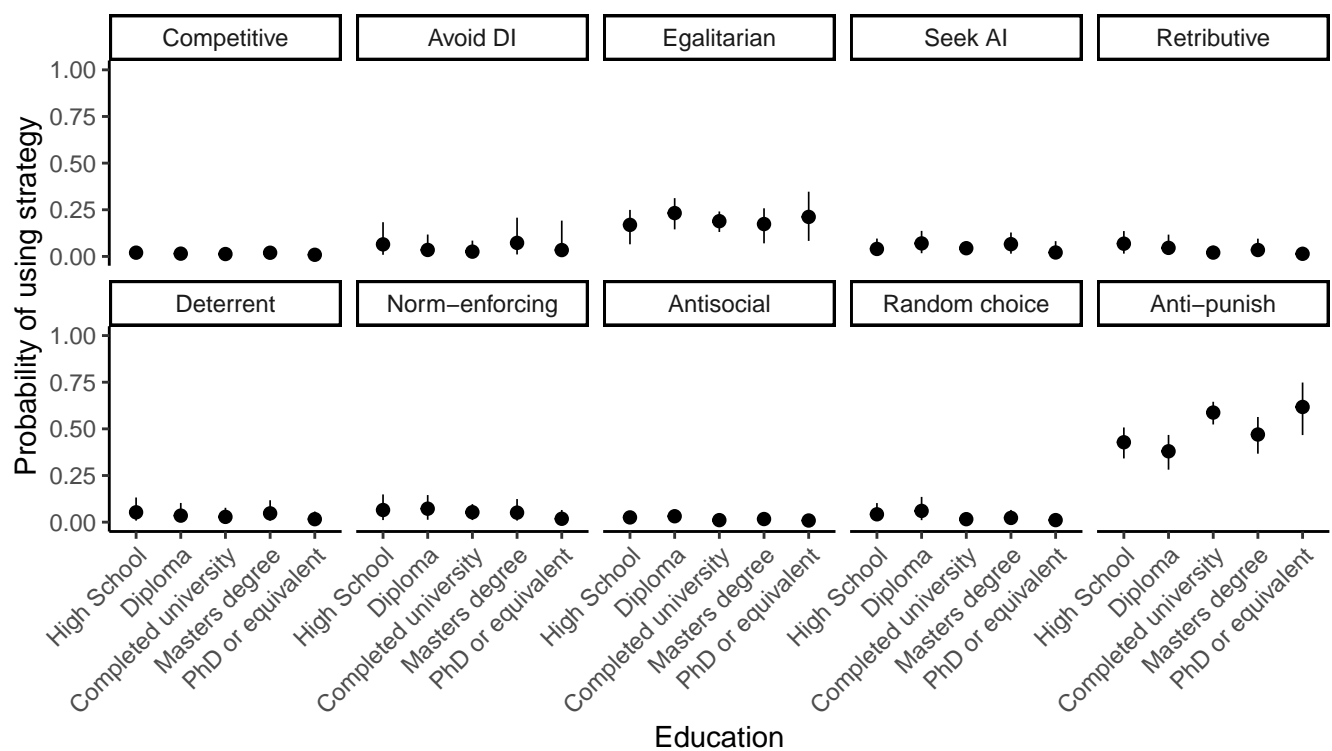 Competitive
Avoid DI
Egalitarian
Seek AI
Retributive
1.00
0.75
0.50
0.25
0.00
Deterrent
Norm−enforcing
Antisocial
Random choice
Anti−punish
1.00
0.75
0.50
0.25
0.00
Probability of using strategy
High School
Diploma
Completed university
Masters degree
PhD or equivalent
High School
Diploma
Completed university
Masters degree
PhD or equivalent
High School
Diploma
Completed university
Masters degree
PhD or equivalent
High School
Diploma
Completed university
Masters degree
PhD or equivalent
High School
Diploma
Completed university
Masters degree
PhD or equivalent
Education